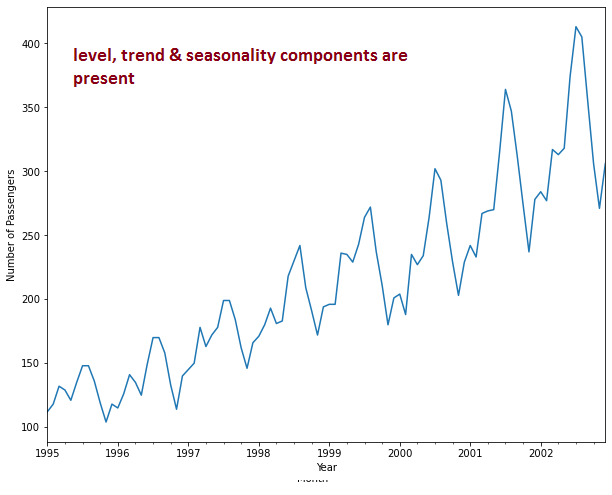 level, trend & seasonality components are
present
400
350
300
250
200
150
100
Number of Passengers
1995 1996 1997 1998 1999 2000 2001 2002
Year
Month